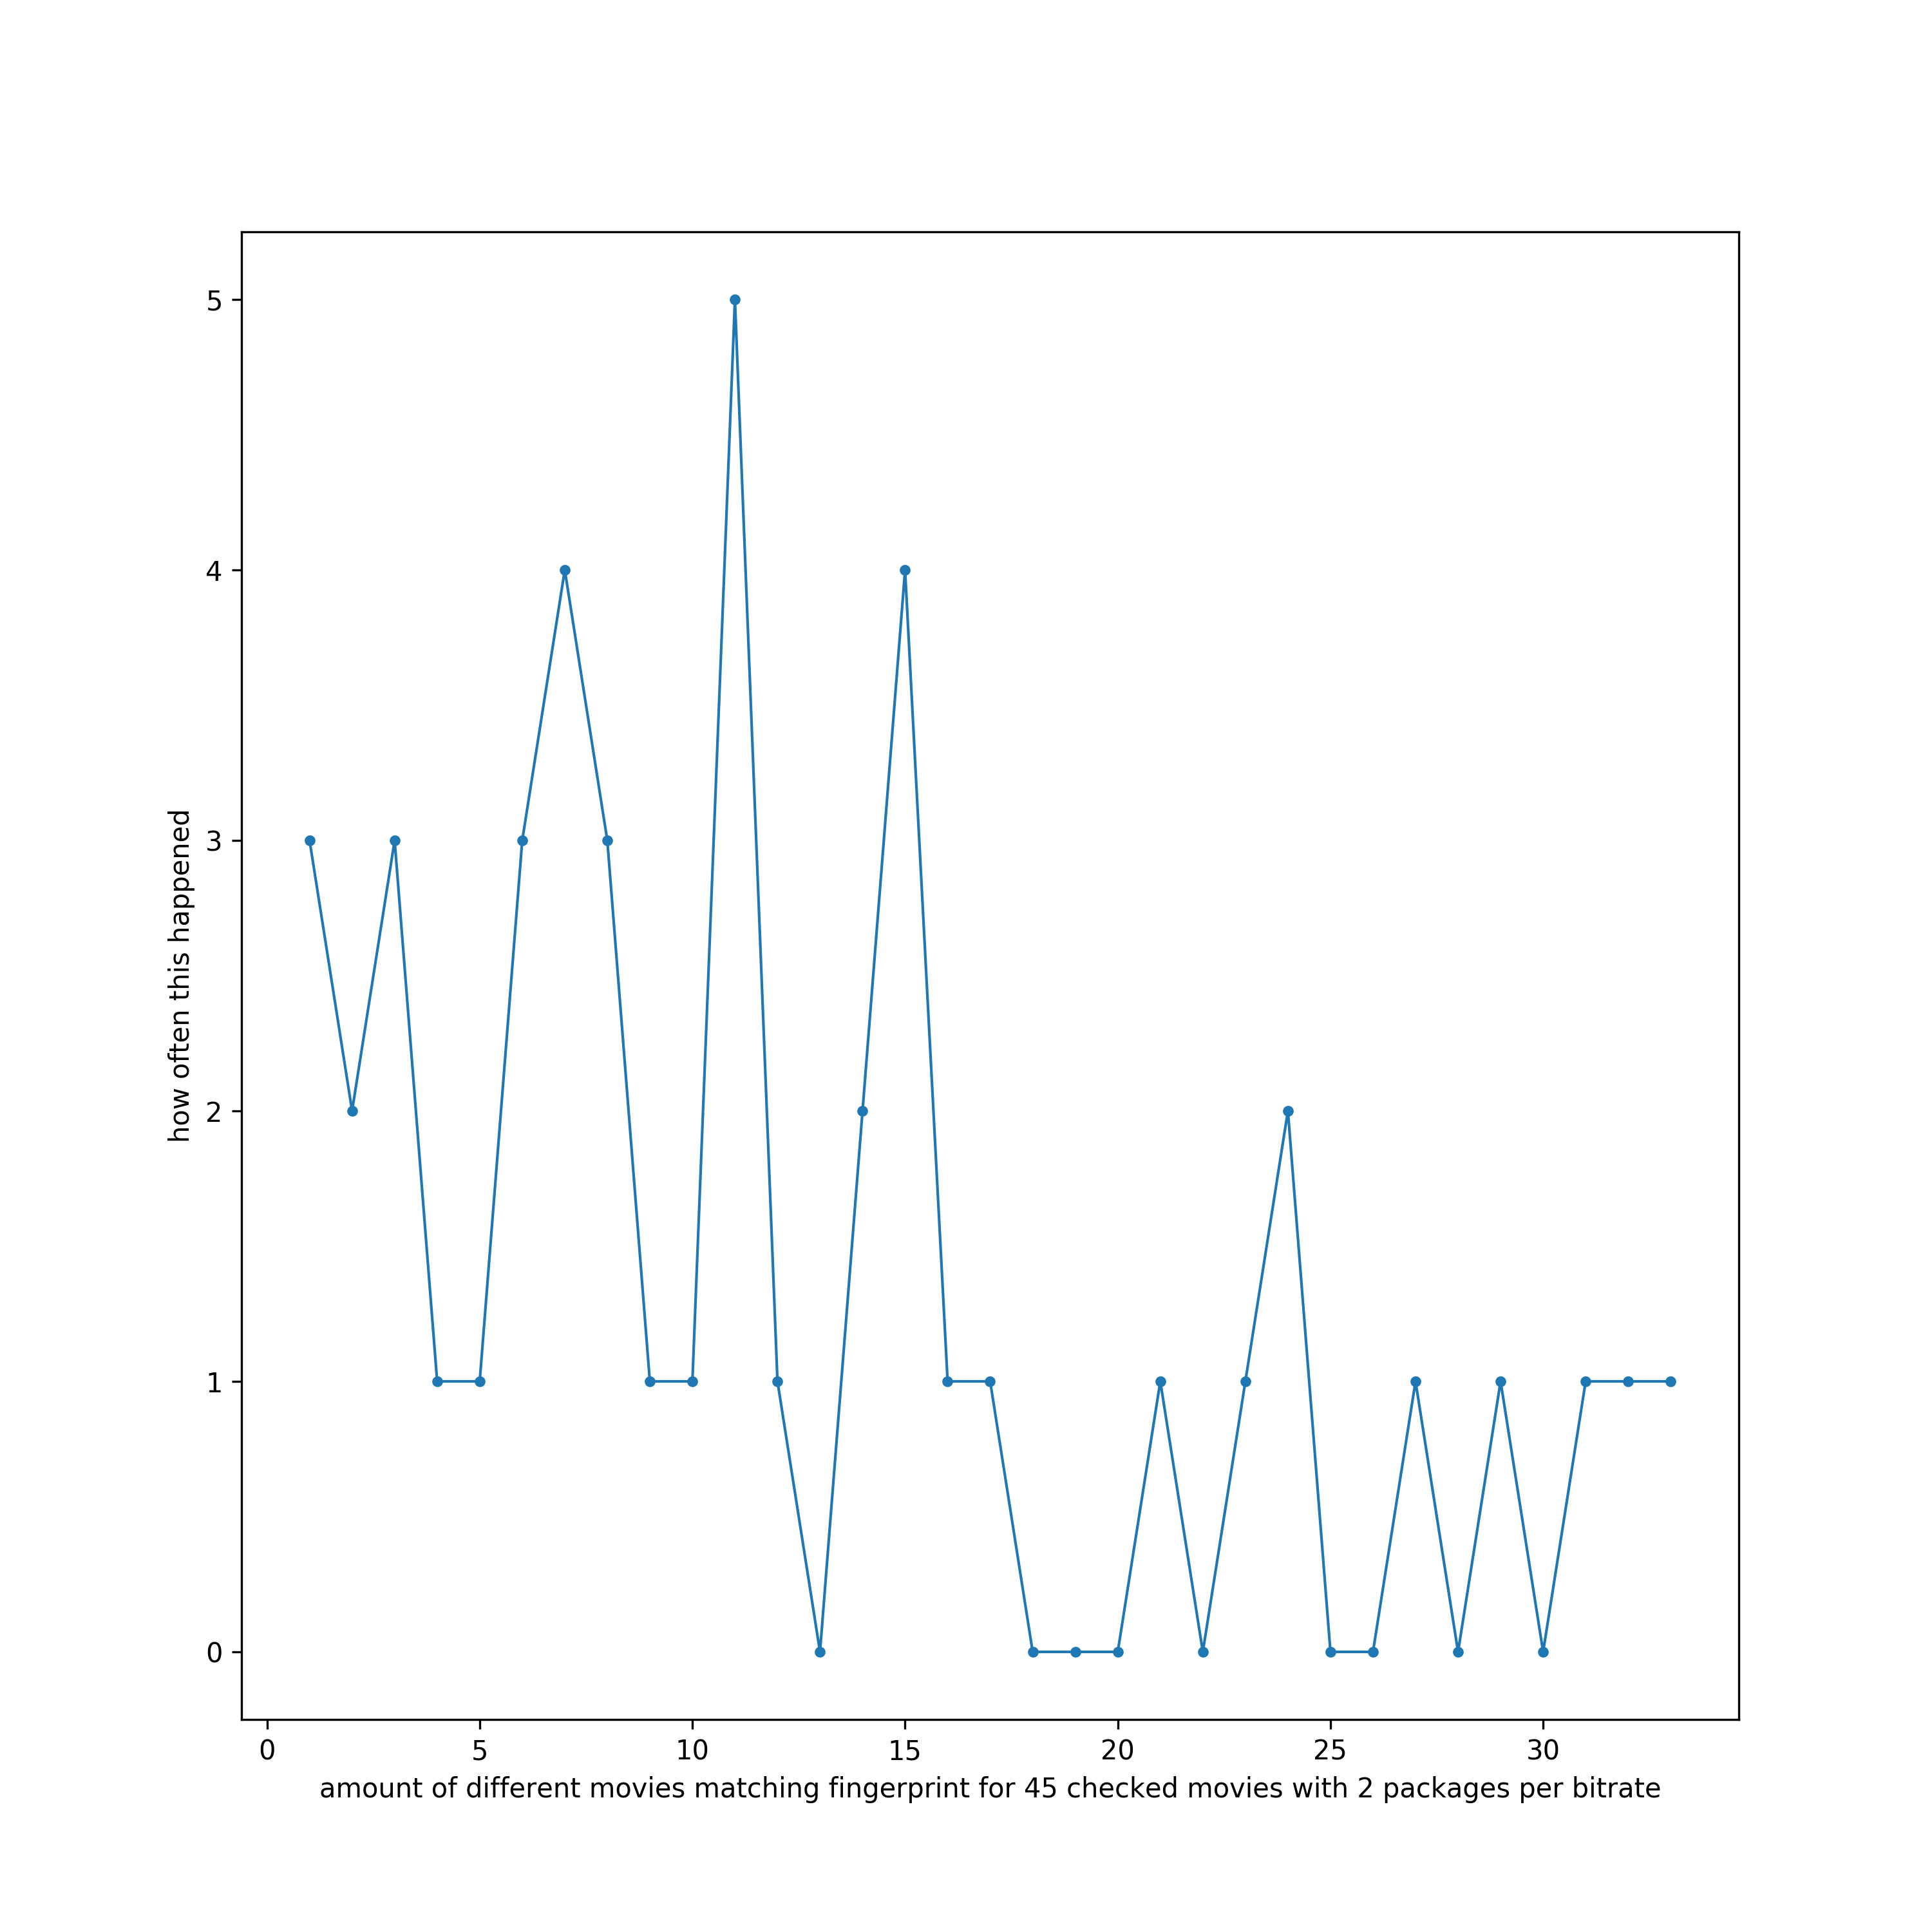 5
4
3
2
1
0
how often this happened
0 5 10 15 20 25 30
amount of different movies matching fingerprint for 45 checked movies with 2 packages per bitrate